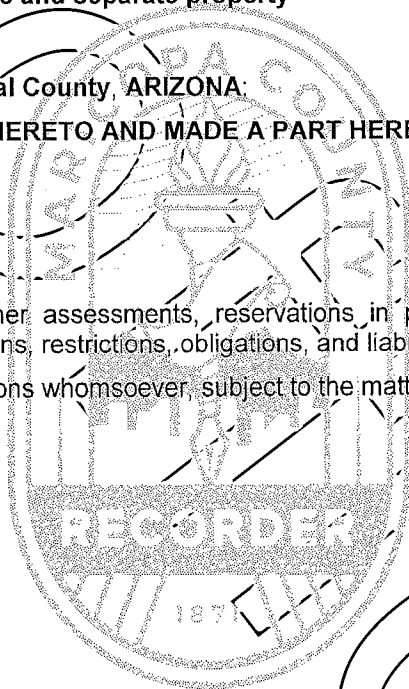 and separate property
al County, ARIZONA:
HERETO AND MADE A PART HERE
MARICOPA COUNTY
her assessments, reservations in p
ns, restrictions, obligations, and liabi
ons whomsoever, subject to the matt
RECORDER
1871